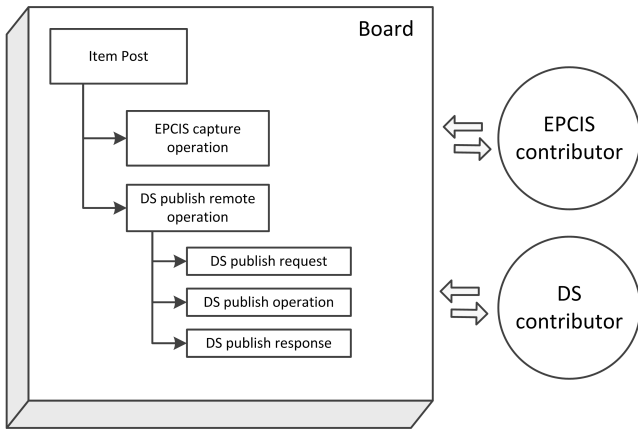 Board
Item Post
EPCIS capture
operation
DS publish remote
operation
DS publish request
DS publish operation
DS publish response
EPCIS
contributor
DS
contributor